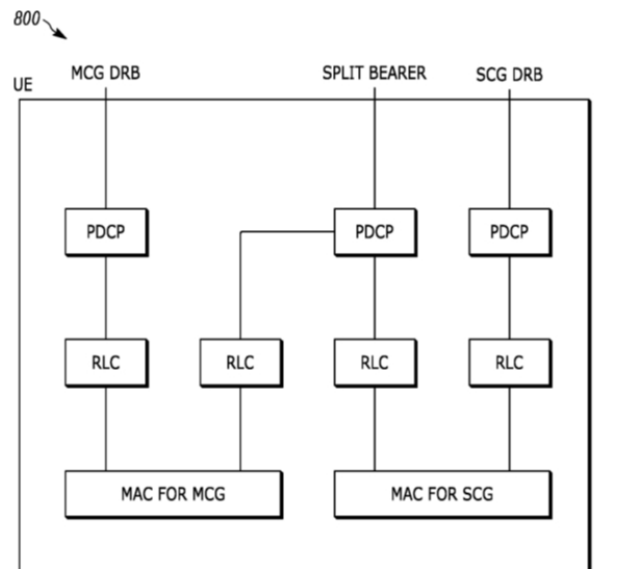 800
MCG DRB
SPLIT BEARER
SCG DRB
UE
PDCP
PDCP
PDCP
RLC
RLC
RLC
RLC
MAC FOR MCG
MAC FOR SCG